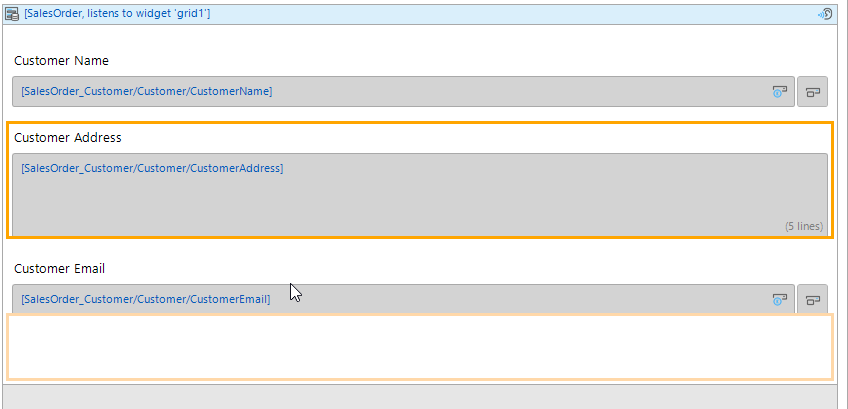 [SalesOrder, listens to widget 'grid1']
Customer Name
[SalesOrder_Customer/Customer/CustomerName]
Customer Address
[SalesOrder_Customer/Customer/CustomerAddress]
(5 lines)
Customer Email
[SalesOrder_Customer/Customer/CustomerEmail]